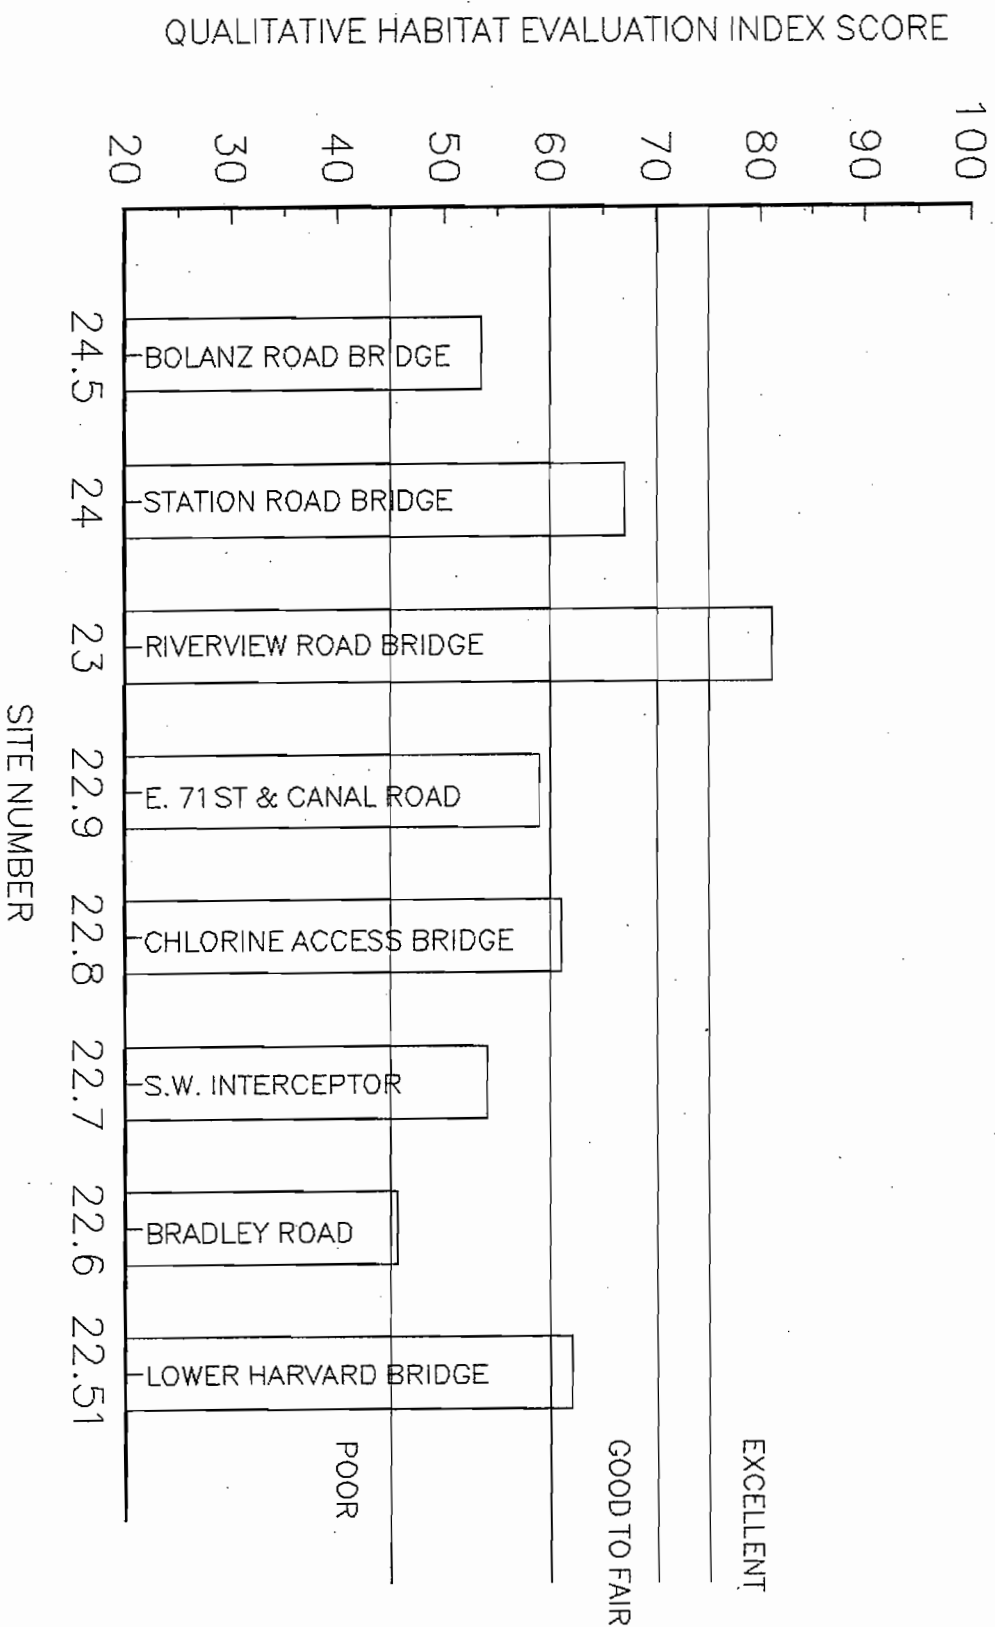 QUALITATIVE HABITAT EVALUATION INDEX SCORE
100
90
80
70
60
50
40
30
20
EXCELLENT
GOOD TO FAIR
POOR
BOLANZ ROAD BRIDGE
STATION ROAD BRIDGE
RIVERVIEW ROAD BRIDGE
E. 71ST & CANAL ROAD
CHLORINE ACCESS BRIDGE
S.W. INTERCEPTOR
BRADLEY ROAD
LOWER HARVARD BRIDGE
24.5
24
23
22.9
22.8
22.7
22.6
22.51
SITE NUMBER